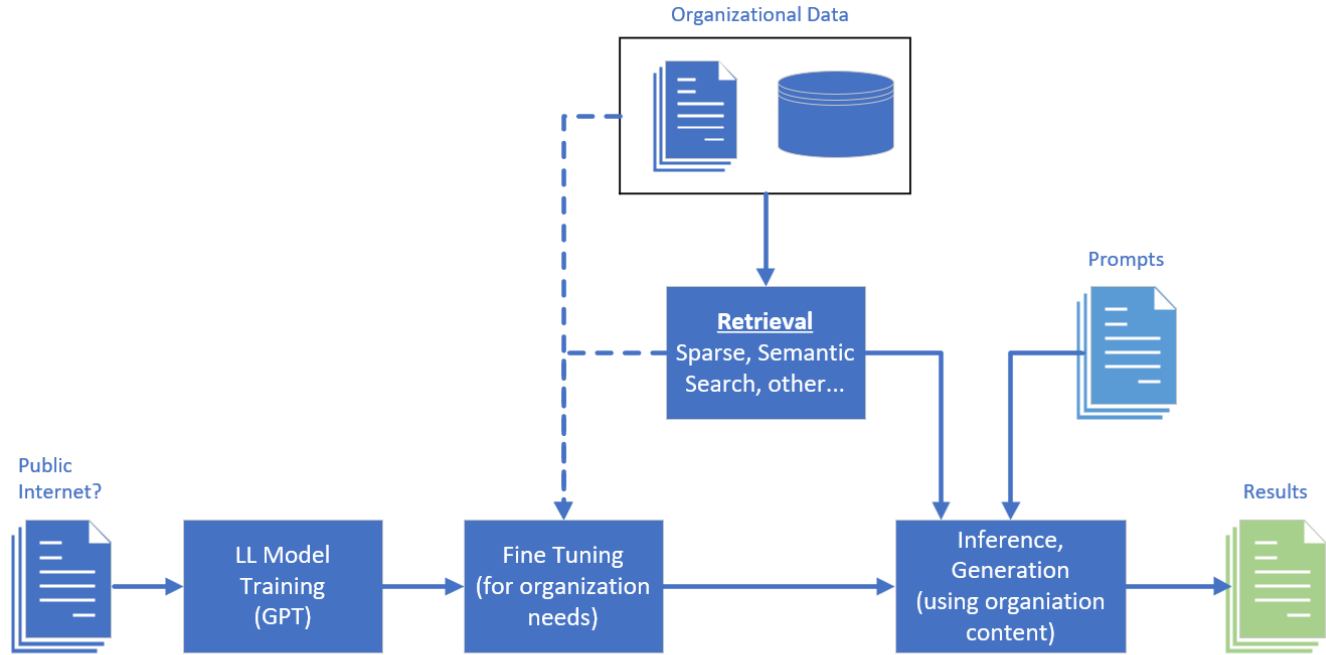 Organizational Data
Retrieval
Sparse, Semantic
Search, other...
Prompts
Public
Internet?
LL Model
Training
(GPT)
Fine Tuning
(for organization
needs)
Inference,
Generation
(using organiation
content)
Results